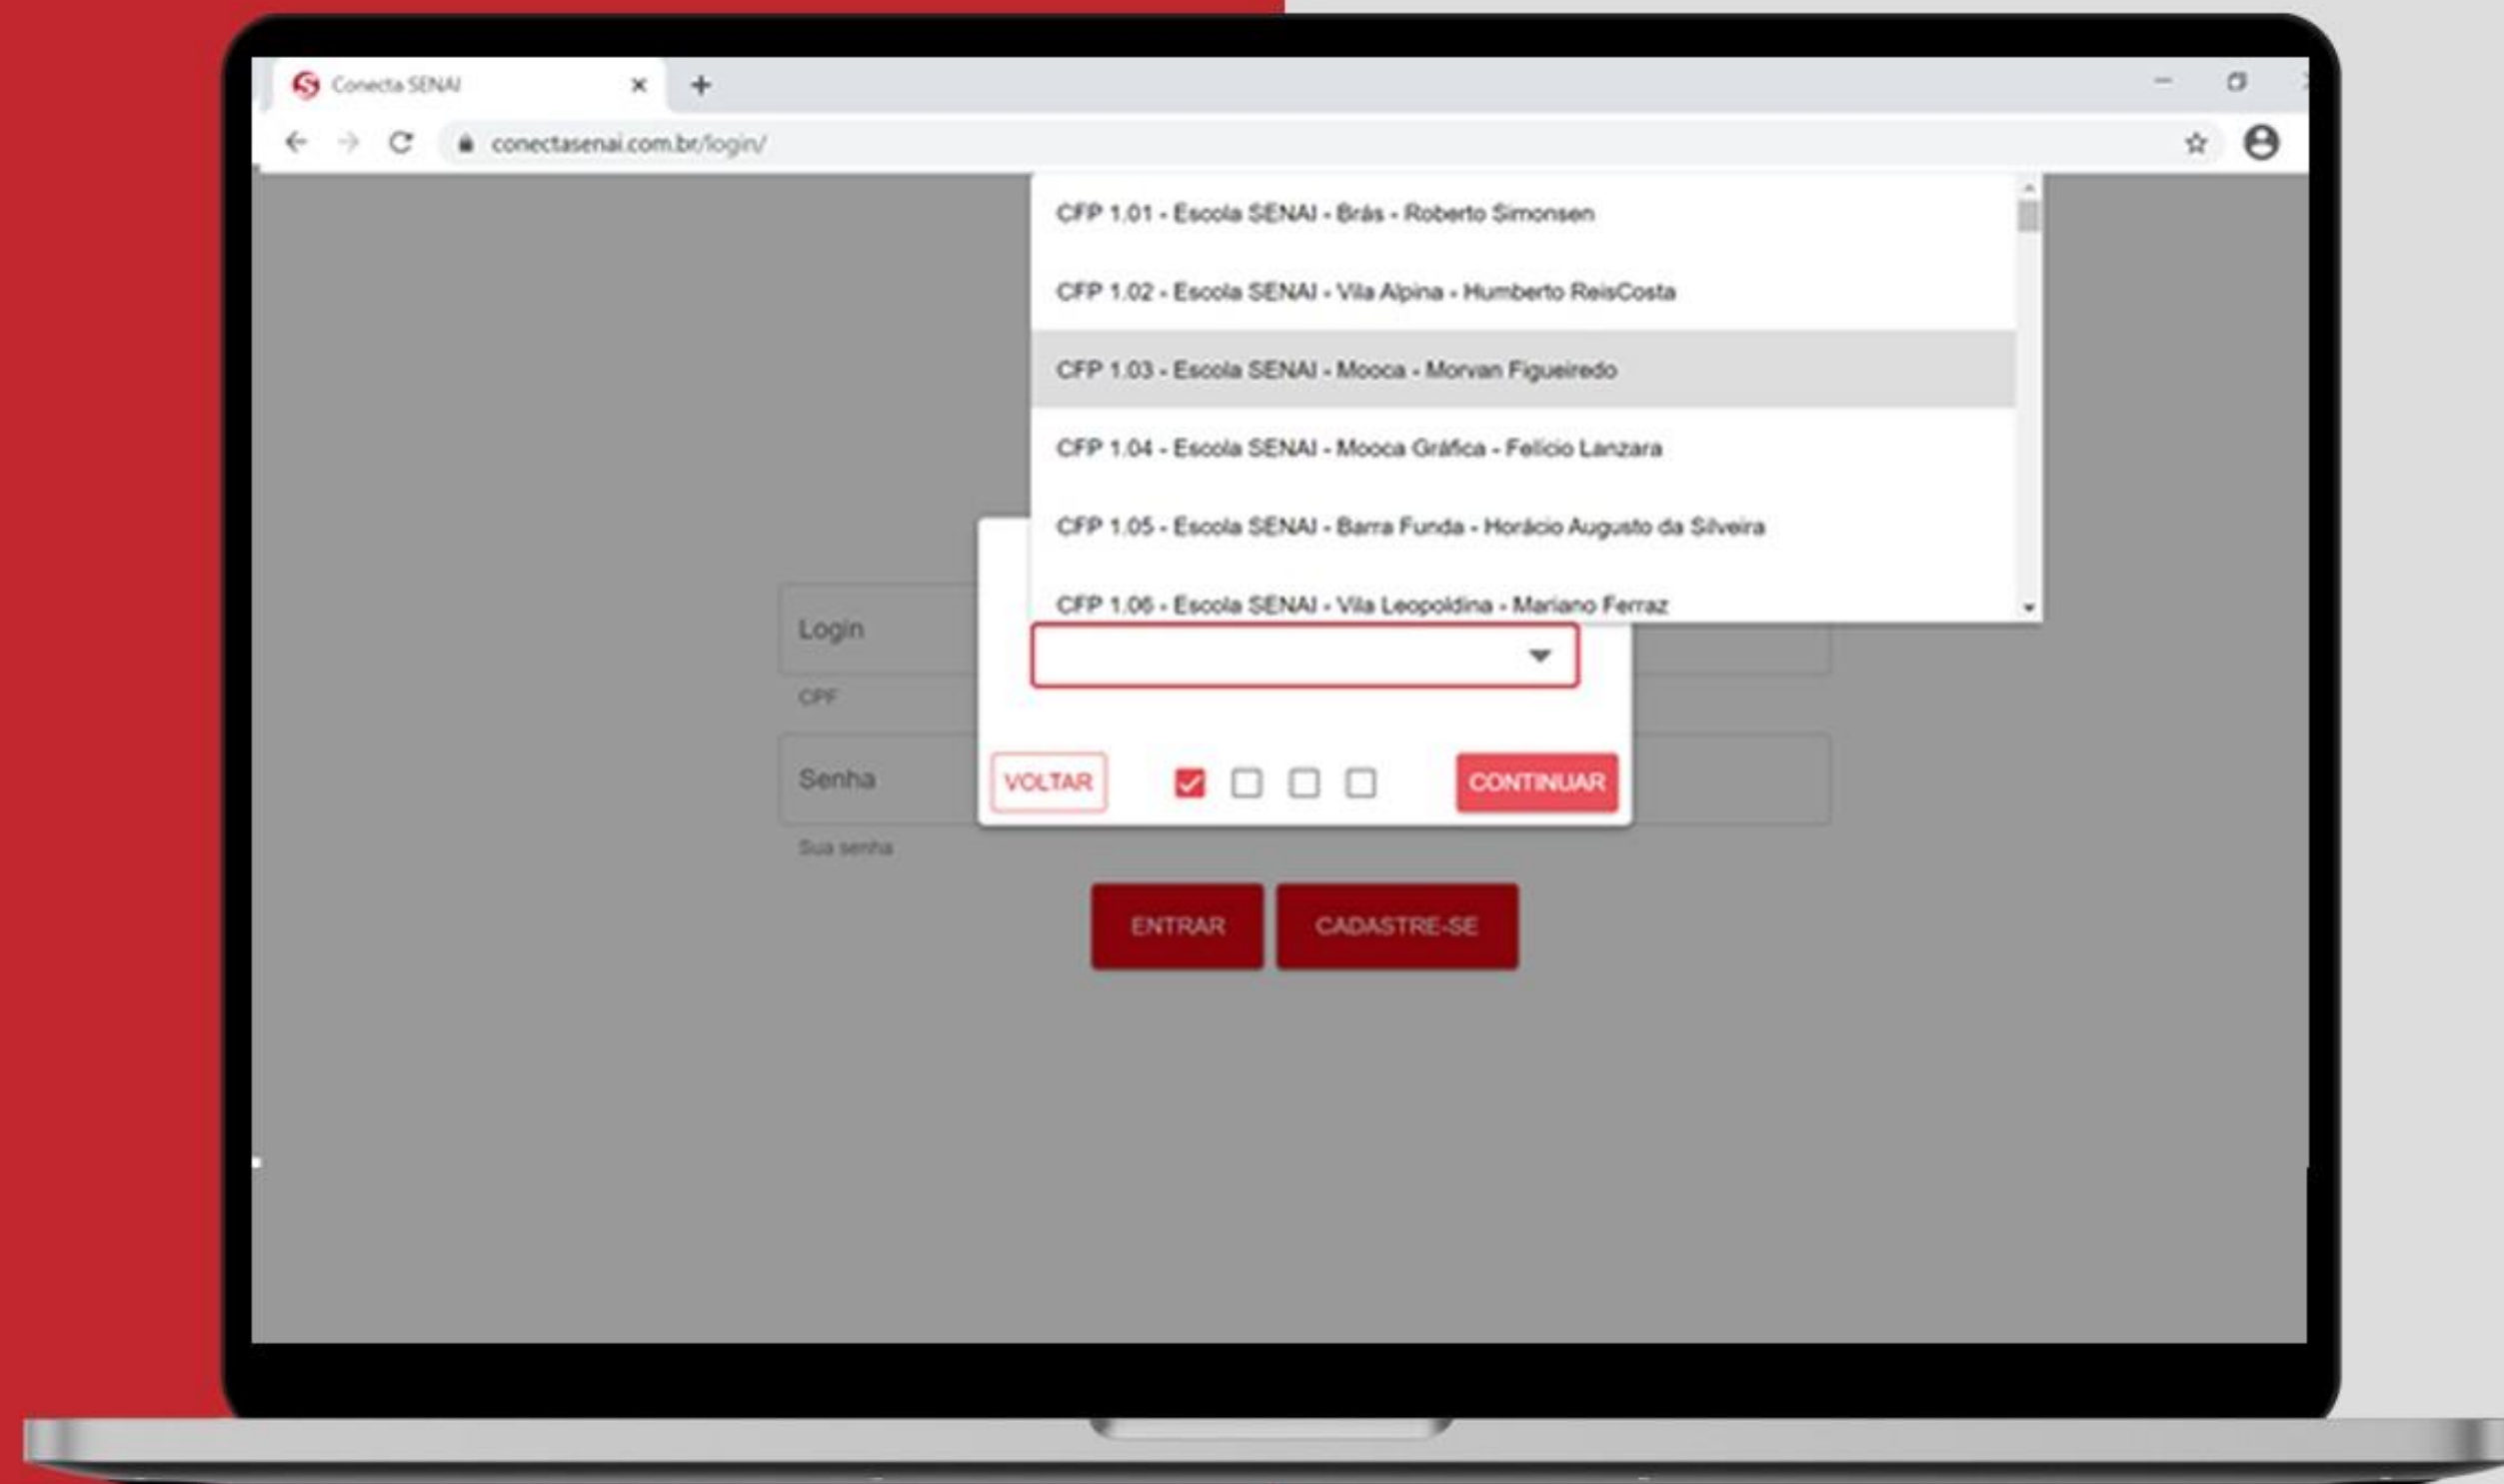 Conecta SENAI
conectasenai.com.br/login/
CFP 1.01 - Escola SENAI - Brás - Roberto Simonsen
CFP 1.02 - Escola SENAI - Vila Alpina - Humberto ReisCosta
CFP 1.03 - Escola SENAI - Mooca - Morvan Figueiredo
CFP 1.04 - Escola SENAI - Mooca Gráfica - Felício Lanzara
CFP 1.05 - Escola SENAI - Barra Funda - Horácio Augusto da Silveira
CFP 1.06 - Escola SENAI - Vila Leopoldina - Mariano Ferraz
Login
CPF
Senha
VOLTAR
CONTINUAR
Sua senha
ENTRAR
CADASTRE-SE